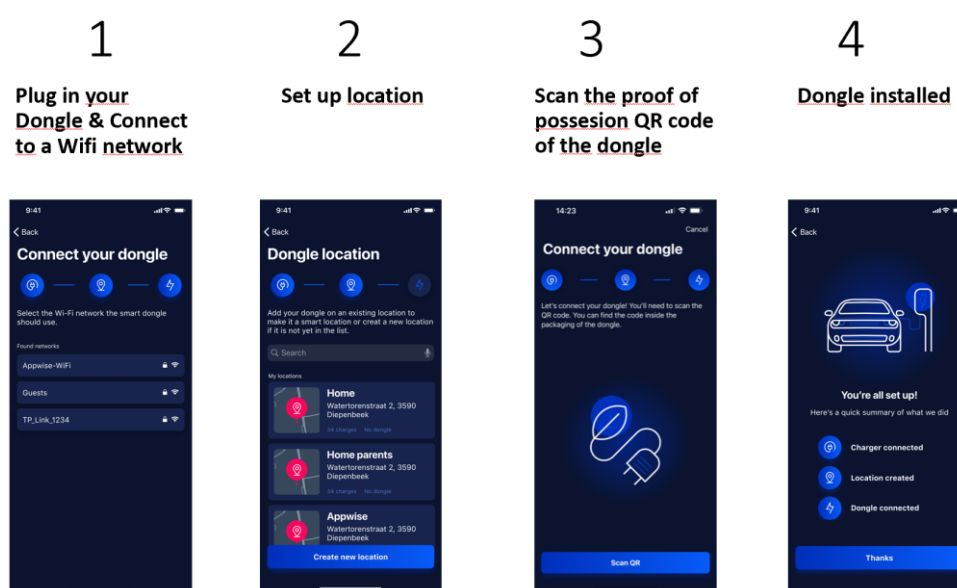 1
Plug in your
Dongle & Connect
to a Wifi network
9:41
Back
Connect your dongle
Select the Wi-Fi network the smart dongle
should use.
Found networks
Appwise-WiFi
Guests
TP_Link_1234
2
Set up location
9:41
Back
Dongle location
Add your dongle on an existing location to
make it a smart location or creat a new location
if it is not yet in the list.
Search
My locations
Home
Watertorenstraat 2, 3590
Diepenbeek
34 charges No dongle
Home parents
Watertorenstraat 2, 3590
Diepenbeek
34 charges No dongle
Appwise
Watertorenstraat 2, 3590
Diepenbeek
Create new location
3
Scan the proof of
possesion QR code
of the dongle
14:23
Cancel
Connect your dongle
Let's connect your dongle! You'll need to scan the
QR code. You can find the code inside the
packaging of the dongle.
Scan QR
4
Dongle installed
9:41
Back
You're all set up!
Here's a quick summary of what we did
Charger connected
Location created
Dongle connected
Thanks